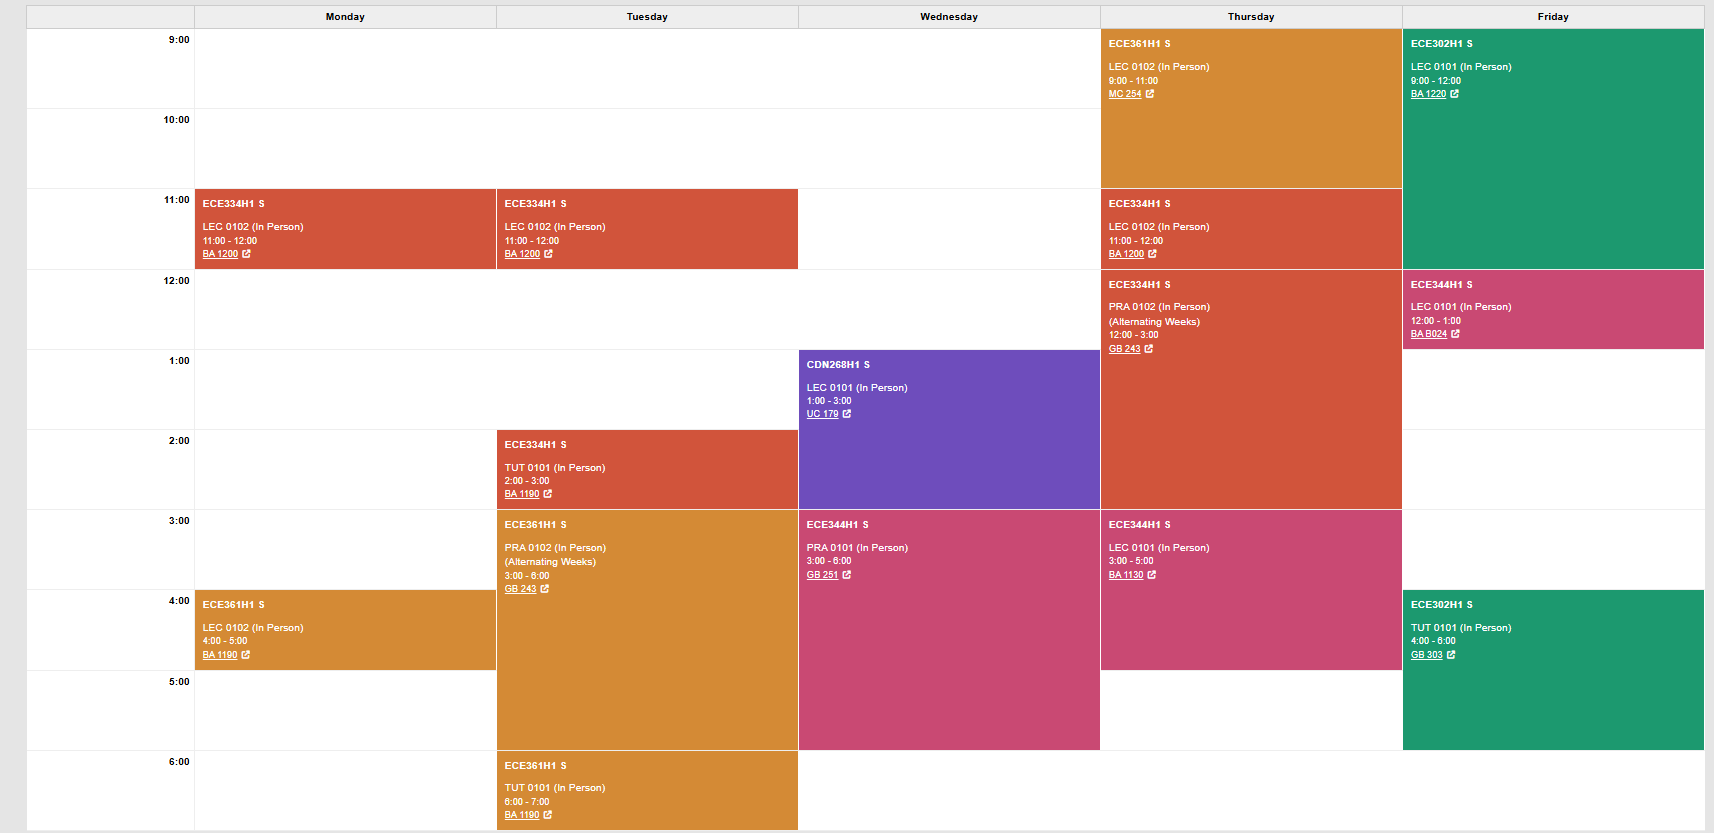 Monday Tuesday Wednesday Thursday Friday
9:00
ECE361H1 S
LEC 0102 (In Person)
9:00 - 11:00
MC 254
ECE302H1 S
LEC 0101 (In Person)
9:00 - 12:00
BA 1220
10:00
11:00
ECE334H1 S
LEC 0102 (In Person)
11:00 - 12:00
BA 1200
ECE334H1 S
LEC 0102 (In Person)
11:00 - 12:00
BA 1200
ECE334H1 S
LEC 0102 (In Person)
11:00 - 12:00
BA 1200
12:00
ECE334H1 S
PRA 0102 (In Person)
(Alternating Weeks)
12:00 - 3:00
GB 243
ECE344H1 S
LEC 0101 (In Person)
12:00 - 1:00
BA B024
1:00
CDN268H1 S
LEC 0101 (In Person)
1:00 - 3:00
UC 179
2:00
ECE334H1 S
TUT 0101 (In Person)
2:00 - 3:00
BA 1190
3:00
ECE361H1 S
PRA 0102 (In Person)
(Alternating Weeks)
3:00 - 6:00
GB 243
ECE344H1 S
PRA 0101 (In Person)
3:00 - 6:00
GB 251
ECE344H1 S
LEC 0101 (In Person)
3:00 - 5:00
BA 1130
4:00
ECE361H1 S
LEC 0102 (In Person)
4:00 - 5:00
BA 1190
ECE302H1 S
TUT 0101 (In Person)
4:00 - 6:00
GB 303
5:00
6:00
ECE361H1 S
TUT 0101 (In Person)
6:00 - 7:00
BA 1190